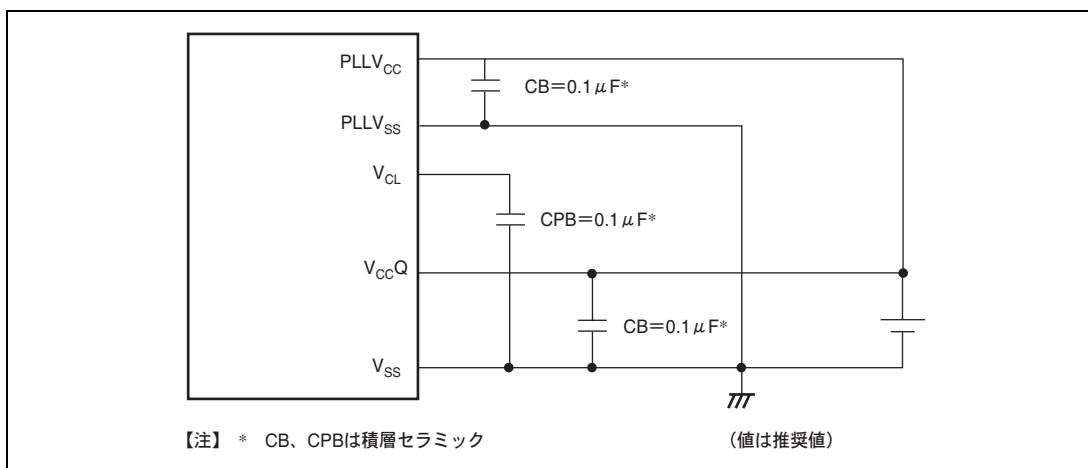 PLLVCC
CB＝0.1μF*
PLLVSS
VCL
CPB＝0.1μF*
VCCQ
CB＝0.1μF*
VSS
【注】 * CB、CPBは積層セラミック
（値は推奨値）